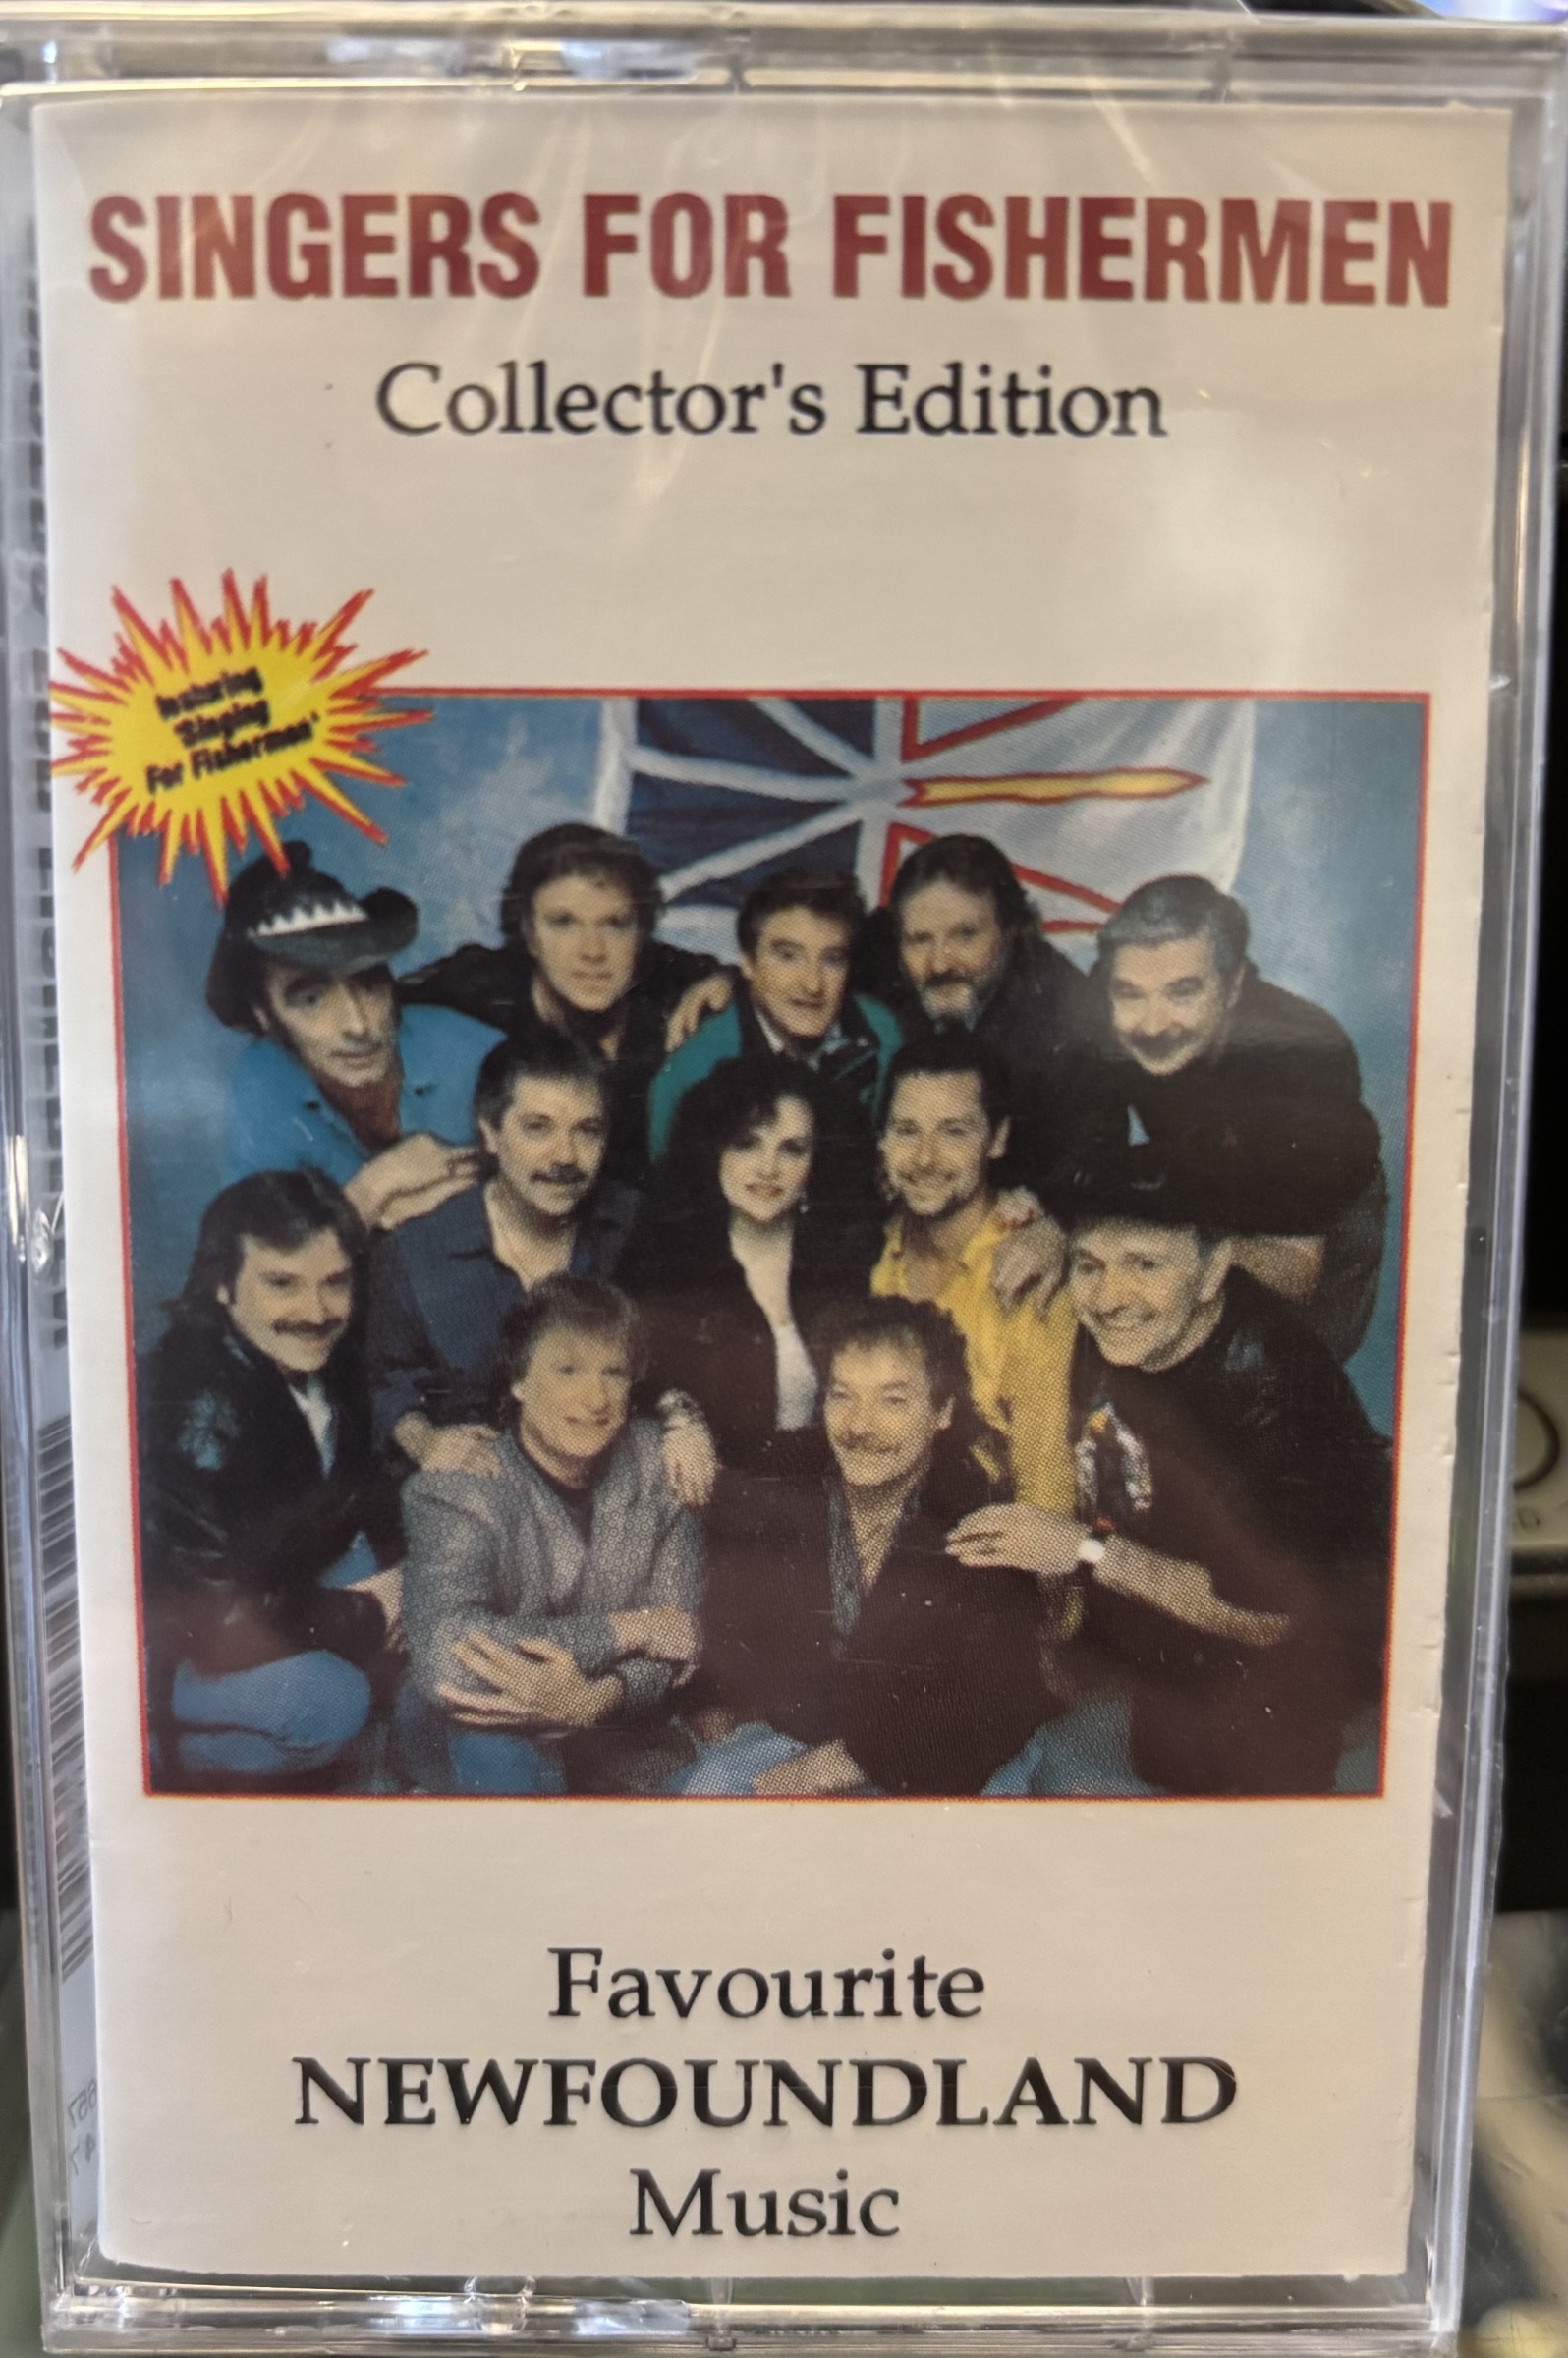 SINGERS FOR FISHERMEN
Collector's Edition
featuring
'Singing
For Fishermen'
Favourite
NEWFOUNDLAND
Music